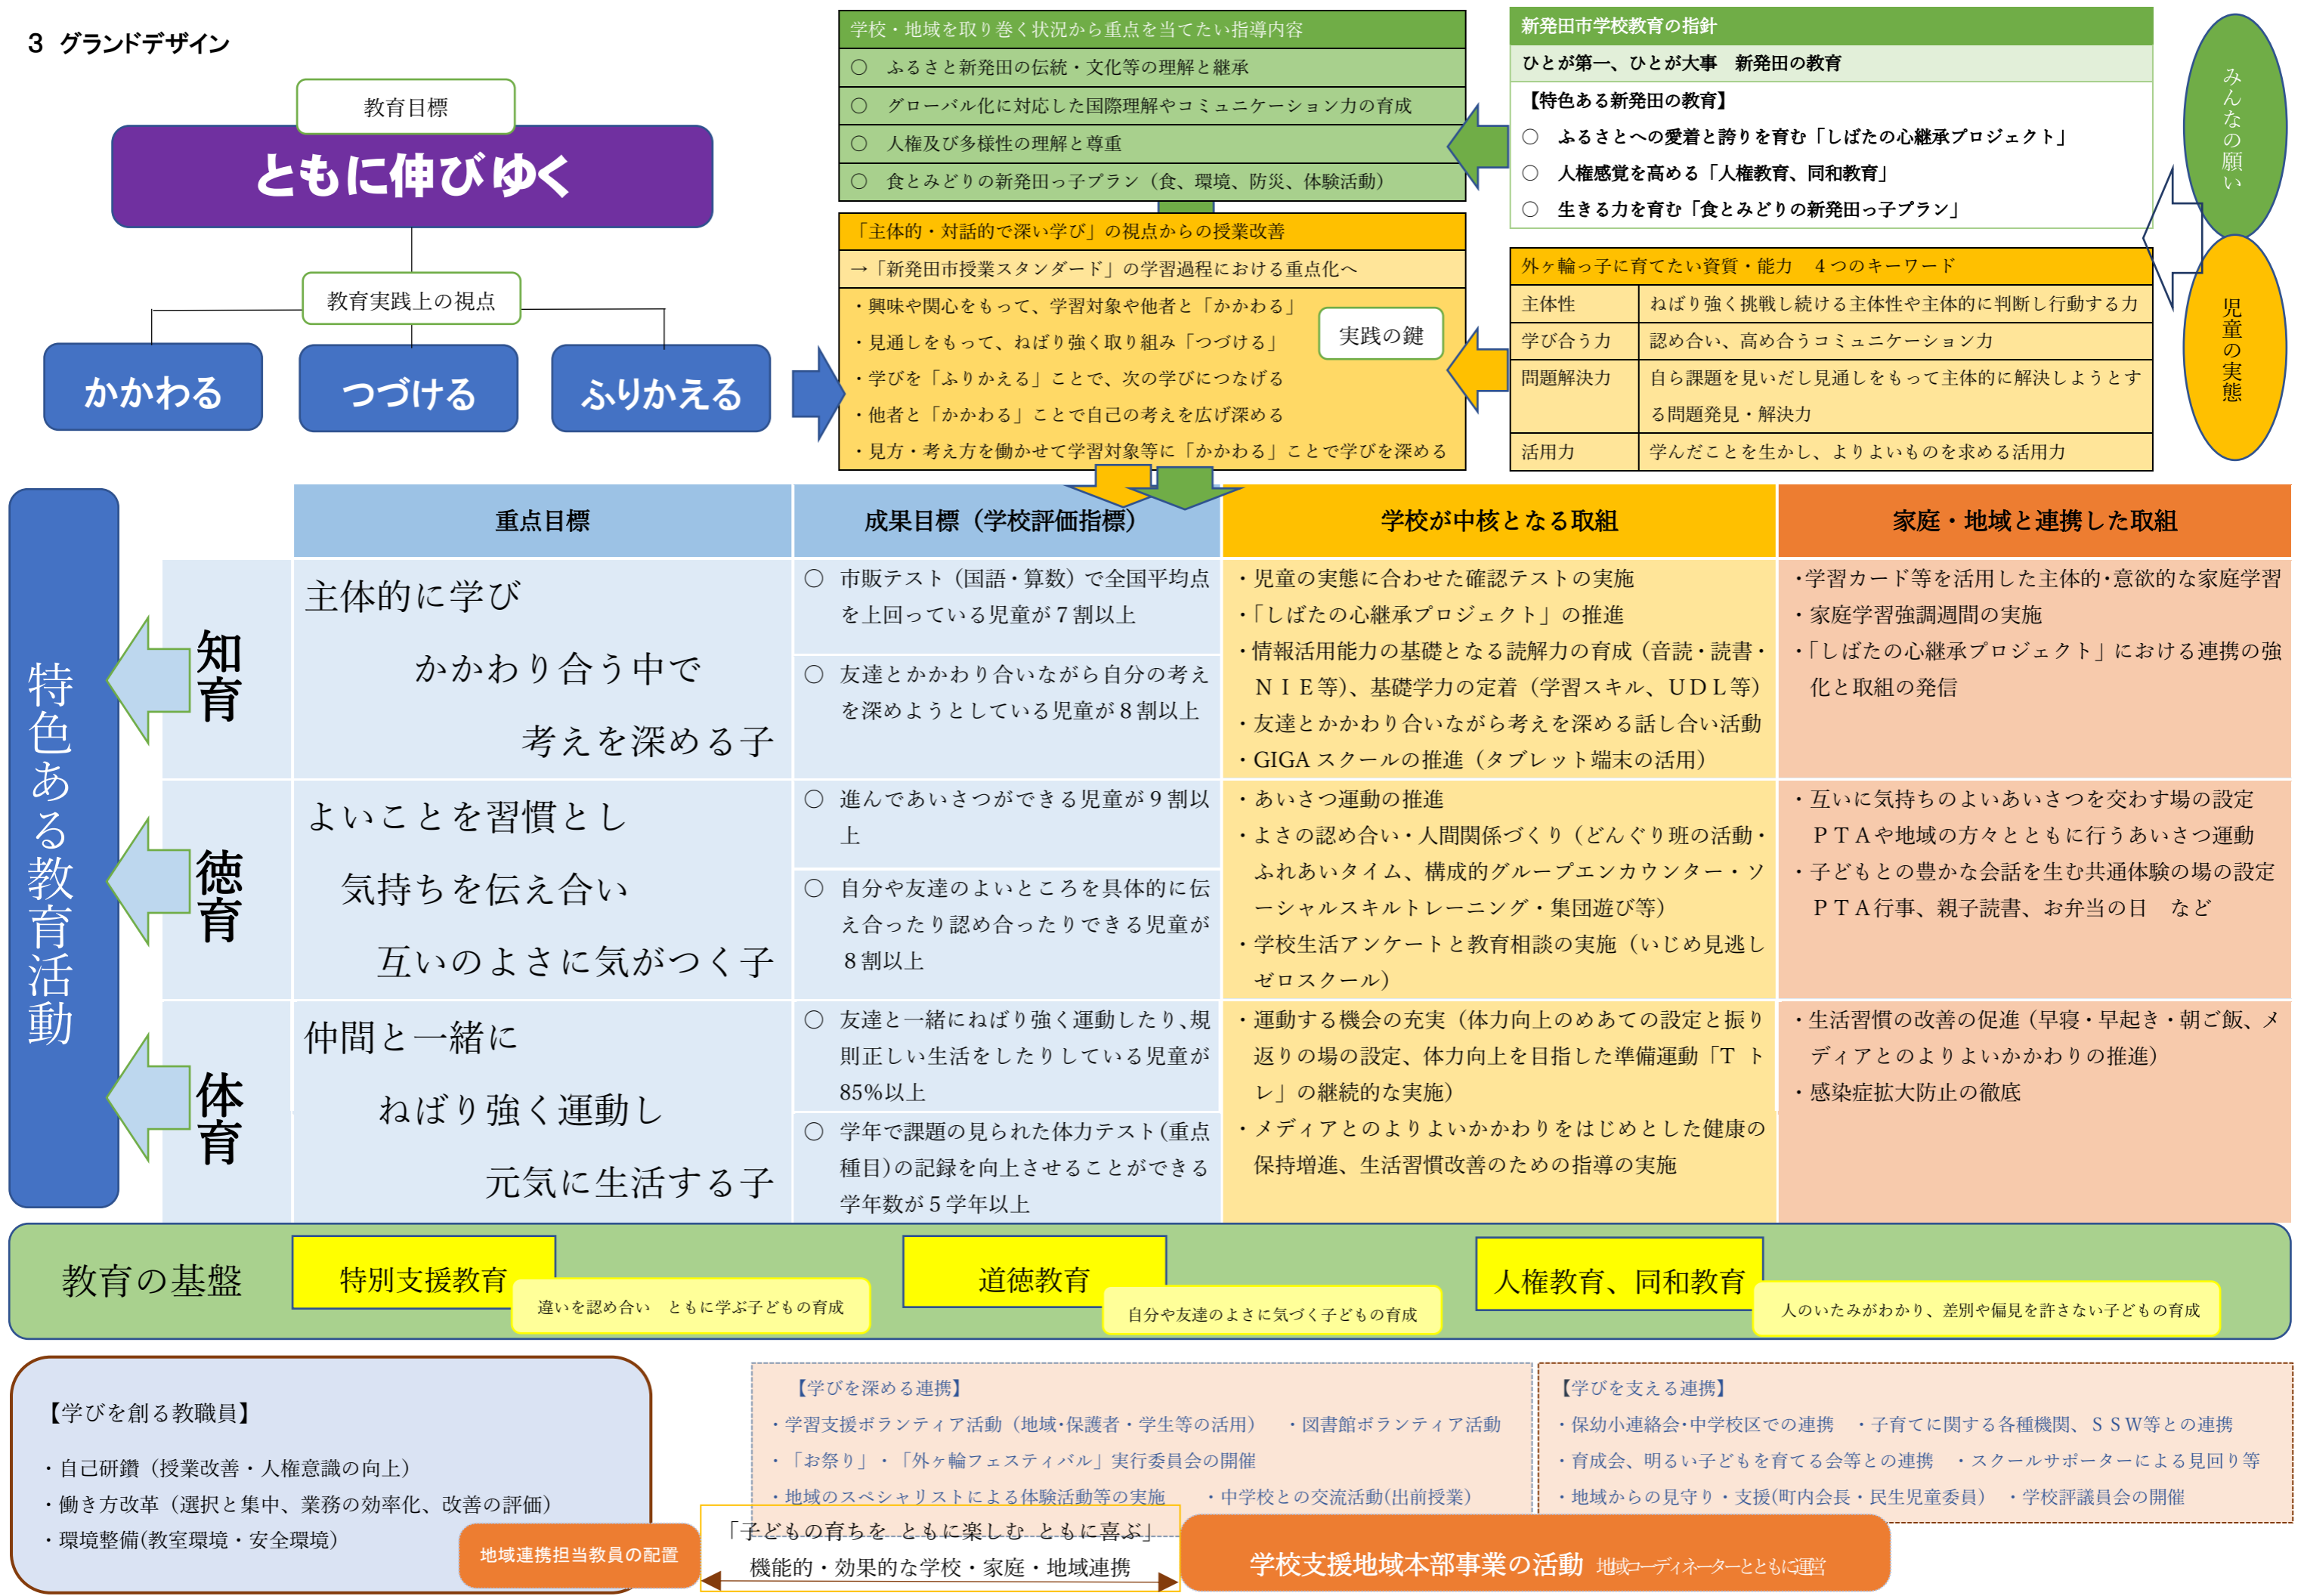 3 グランドデザイン
教育目標
ともに伸びゆく
教育実践上の視点
かかわる
つづける
ふりかえる
学校・地域を取り巻く状況から重点を当てたい指導内容
○ ふるさと新発田の伝統・文化等の理解と継承
○ グローバル化に対応した国際理解やコミュニケーション力の育成
○ 人権及び多様性の理解と尊重
○ 食とみどりの新発田っ子プラン（食、環境、防災、体験活動）
「主体的・対話的で深い学び」の視点からの授業改善
→「新発田市授業スタンダード」の学習過程における重点化へ
・興味や関心をもって、学習対象や他者と「かかわる」
・見通しをもって、ねばり強く取り組み「つづける」
・学びを「ふりかえる」ことで、次の学びにつなげる
・他者と「かかわる」ことで自己の考えを広げ深める
・見方・考え方を働かせて学習対象等に「かかわる」ことで学びを深める
実践の鍵
新発田市学校教育の指針
ひとが第一、ひとが大事 新発田の教育
【特色ある新発田の教育】
○ ふるさとへの愛着と誇りを育む「しばたの心継承プロジェクト」
○ 人権感覚を高める「人権教育、同和教育」
○ 生きる力を育む「食とみどりの新発田っ子プラン」
外ヶ輪っ子に育てたい資質・能力 ４つのキーワード
主体性 ねばり強く挑戦し続ける主体性や主体的に判断し行動する力
学び合う力 認め合い、高め合うコミュニケーション力
問題解決力 自ら課題を見いだし見通しをもって主体的に解決しようとす
る問題発見・解決力
活用力 学んだことを生かし、よりよいものを求める活用力
みんなの願い
児童の実態
特色ある教育活動
重点目標
成果目標（学校評価指標）
学校が中核となる取組
家庭・地域と連携した取組
知育
主体的に学び
かかわり合う中で
考えを深める子
○ 市販テスト（国語・算数）で全国平均点
を上回っている児童が７割以上
○ 友達とかかわり合いながら自分の考え
を深めようとしている児童が８割以上
・児童の実態に合わせた確認テストの実施
・「しばたの心継承プロジェクト」の推進
・情報活用能力の基礎となる読解力の育成（音読・読書・
ＮＩＥ等）、基礎学力の定着（学習スキル、ＵＤＬ等）
・友達とかかわり合いながら考えを深める話し合い活動
・GIGA スクールの推進（タブレット端末の活用）
・学習カード等を活用した主体的・意欲的な家庭学習
・家庭学習強調週間の実施
・「しばたの心継承プロジェクト」における連携の強
化と取組の発信
徳育
よいことを習慣とし
気持ちを伝え合い
互いのよさに気がつく子
○ 進んであいさつができる児童が９割以
上
○ 自分や友達のよいところを具体的に伝
え合ったり認め合ったりできる児童が
８割以上
・あいさつ運動の推進
・よさの認め合い・人間関係づくり（どんぐり班の活動・
ふれあいタイム、構成的グループエンカウンター・ソ
ーシャルスキルトレーニング・集団遊び等）
・学校生活アンケートと教育相談の実施（いじめ見逃し
ゼロスクール）
・互いに気持ちのよいあいさつを交わす場の設定
ＰＴＡや地域の方々とともに行うあいさつ運動
・子どもとの豊かな会話を生む共通体験の場の設定
ＰＴＡ行事、親子読書、お弁当の日 など
体育
仲間と一緒に
ねばり強く運動し
元気に生活する子
○ 友達と一緒にねばり強く運動したり、規
則正しい生活をしたりしている児童が
85%以上
○ 学年で課題の見られた体力テスト（重点
種目）の記録を向上させることができる
学年数が５学年以上
・運動する機会の充実（体力向上のめあての設定と振り
返りの場の設定、体力向上を目指した準備運動「T ト
レ」の継続的な実施）
・メディアとのよりよいかかわりをはじめとした健康の
保持増進、生活習慣改善のための指導の実施
・生活習慣の改善の促進（早寝・早起き・朝ご飯、メ
ディアとのよりよいかかわりの推進）
・感染症拡大防止の徹底
教育の基盤
特別支援教育
違いを認め合い ともに学ぶ子どもの育成
道徳教育
自分や友達のよさに気づく子どもの育成
人権教育、同和教育
人のいたみがわかり、差別や偏見を許さない子どもの育成
【学びを創る教職員】
・自己研鑽（授業改善・人権意識の向上）
・働き方改革（選択と集中、業務の効率化、改善の評価）
・環境整備(教室環境・安全環境)
地域連携担当教員の配置
【学びを深める連携】
・学習支援ボランティア活動（地域・保護者・学生等の活用） ・図書館ボランティア活動
・「お祭り」・「外ヶ輪フェスティバル」実行委員会の開催
・地域のスペシャリストによる体験活動等の実施 ・中学校との交流活動(出前授業)
「子どもの育ちを ともに楽しむ ともに喜ぶ」
機能的・効果的な学校・家庭・地域連携
【学びを支える連携】
・保幼小連絡会・中学校区での連携 ・子育てに関する各種機関、ＳＳＷ等との連携
・育成会、明るい子どもを育てる会等との連携 ・スクールサポーターによる見回り等
・地域からの見守り・支援(町内会長・民生児童委員) ・学校評議員会の開催
学校支援地域本部事業の活動 地域コーディネーターとともに運営